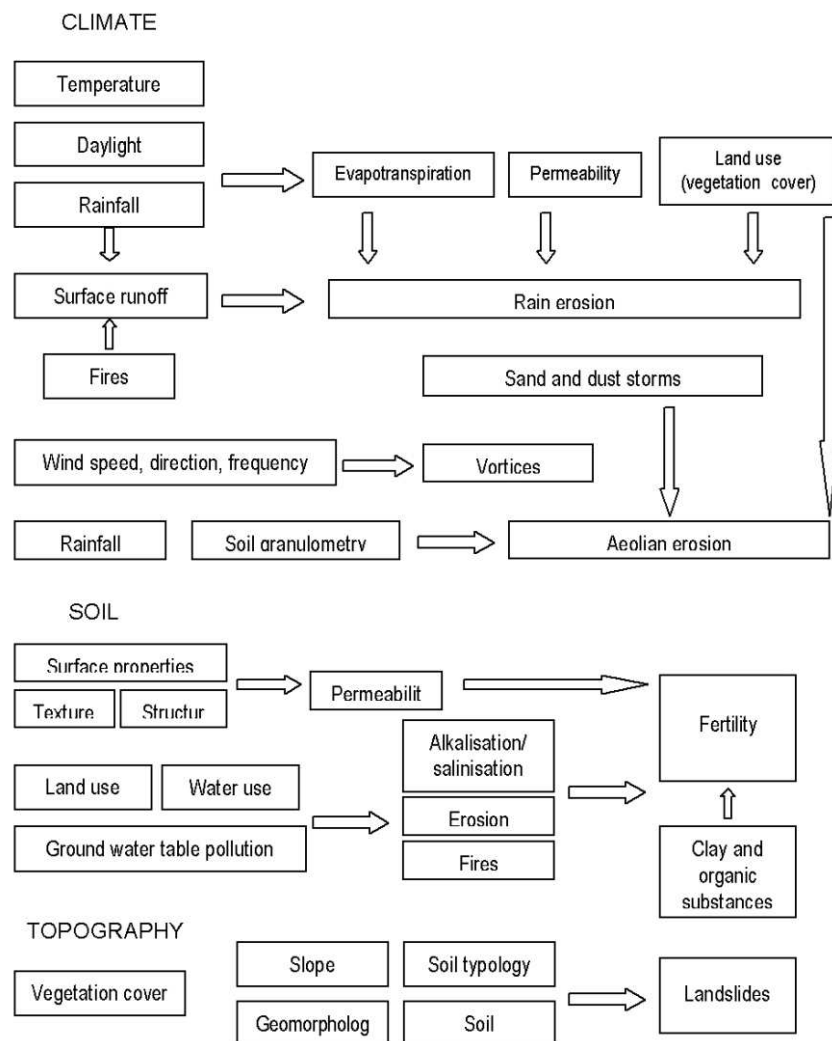 CLIMATE
Temperature
Daylight
Rainfall
Evapotranspiration
Permeability
Land use
(vegetation cover)
Surface runoff
Rain erosion
Fires
Sand and dust storms
Wind speed, direction, frequency
Vortices
Rainfall
Soil granulometry
Aeolian erosion
SOIL
Surface properties
Texture
Structur
Permeabilit
Fertility
Alkalisation/
salinisation
Land use
Water use
Erosion
Ground water table pollution
Fires
Clay and
organic
substances
TOPOGRAPHY
Vegetation cover
Slope
Soil typology
Landslides
Geomorpholog
Soil